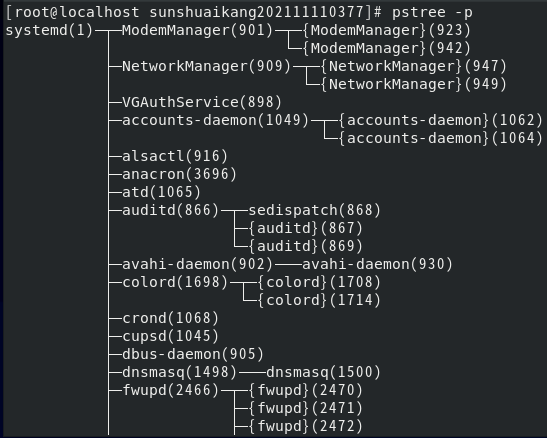 [root@localhost sunshuaikang202111110377]# pstree -p
systemd(1)─┬─ModemManager(901)─┬─{ModemManager}(923)
           │                   └─{ModemManager}(942)
           ├─NetworkManager(909)─┬─{NetworkManager}(947)
           │                     └─{NetworkManager}(949)
           ├─VGAuthService(898)
           ├─accounts-daemon(1049)─┬─{accounts-daemon}(1062)
           │                       └─{accounts-daemon}(1064)
           ├─alsactl(916)
           ├─anacron(3696)
           ├─atd(1065)
           ├─auditd(866)─┬─sedispatch(868)
           │             ├─{auditd}(867)
           │             └─{auditd}(869)
           ├─avahi-daemon(902)───avahi-daemon(930)
           ├─colord(1698)─┬─{colord}(1708)
           │              └─{colord}(1714)
           ├─crond(1068)
           ├─cupsd(1045)
           ├─dbus-daemon(905)
           ├─dnsmasq(1498)───dnsmasq(1500)
           ├─fwupd(2466)─┬─{fwupd}(2470)
           │             ├─{fwupd}(2471)
           │             ├─{fwupd}(2472)